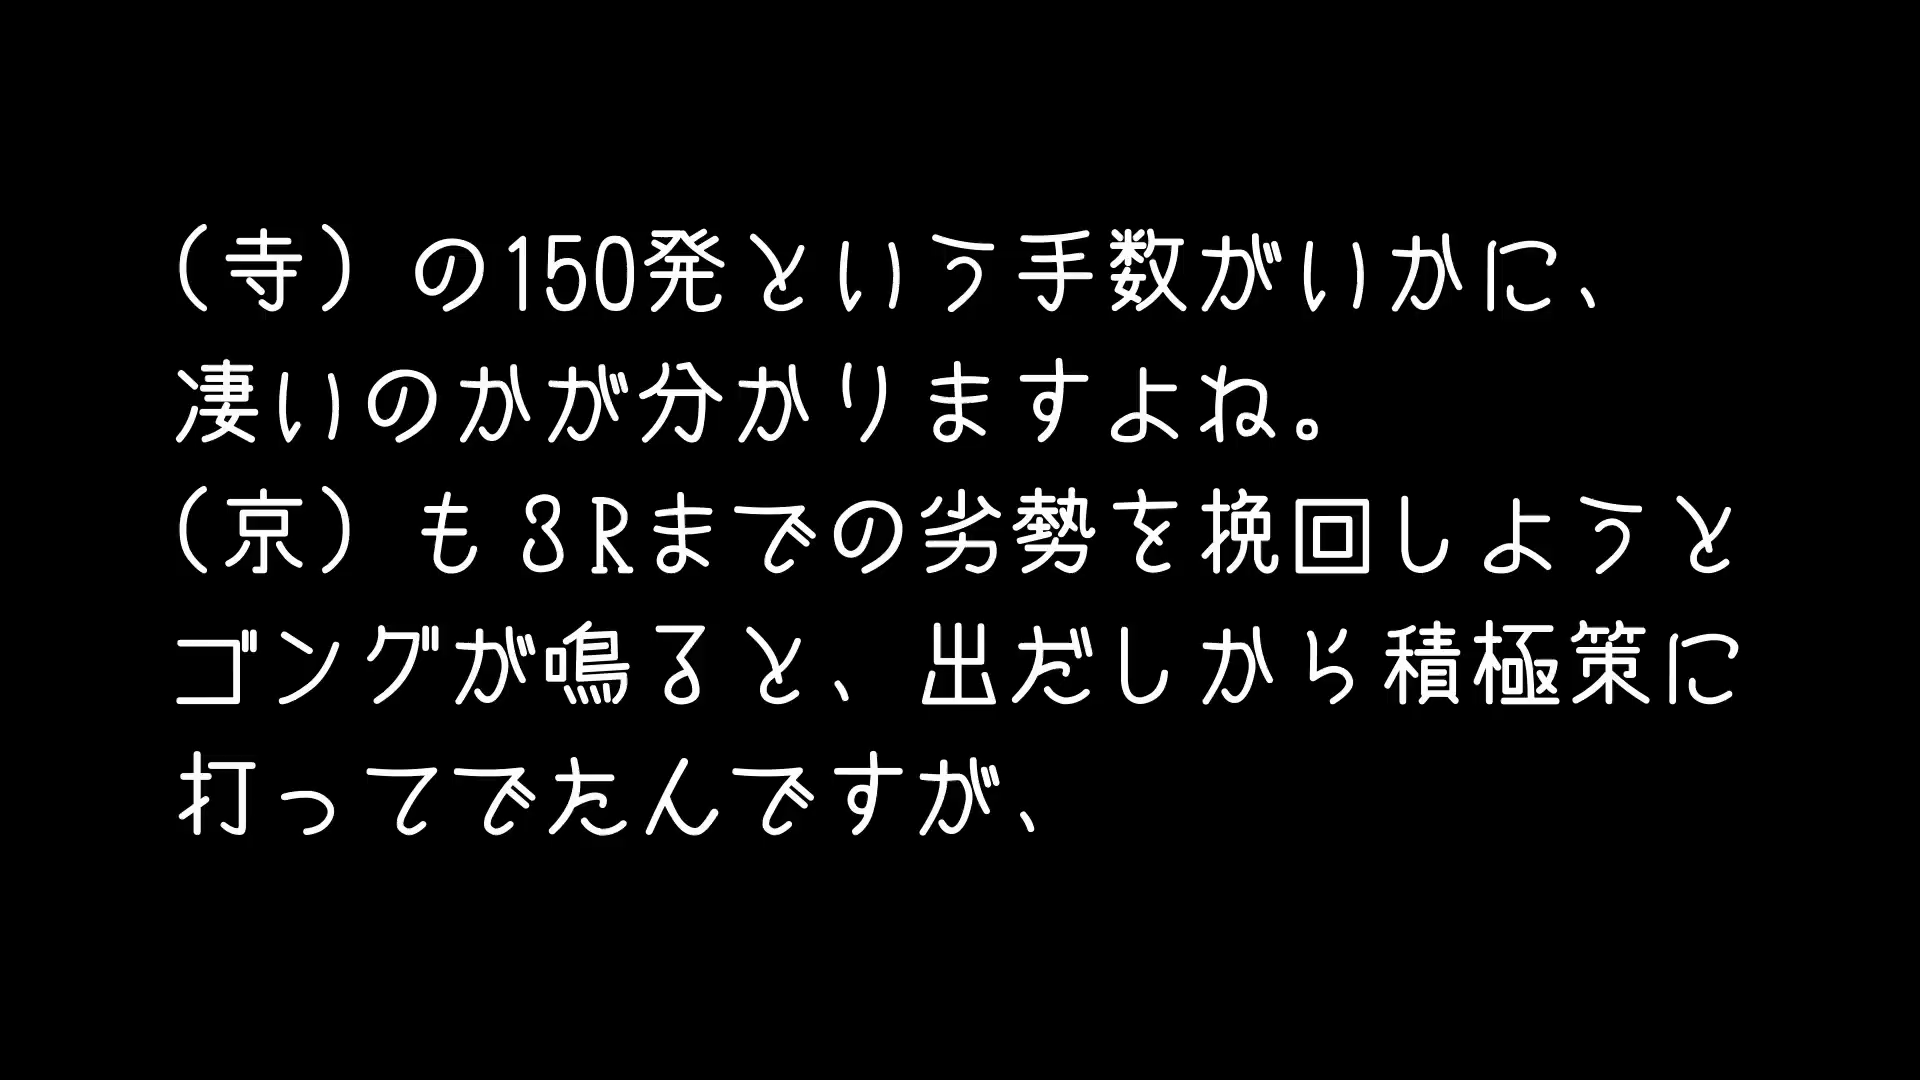 （寺）の150発という手数がいかに、
凄いのかが分かりますよね。
（京）も３Rまでの劣勢を挽回しようと
ゴングが鳴ると、出だしから積極策に
打ってでたんですが、